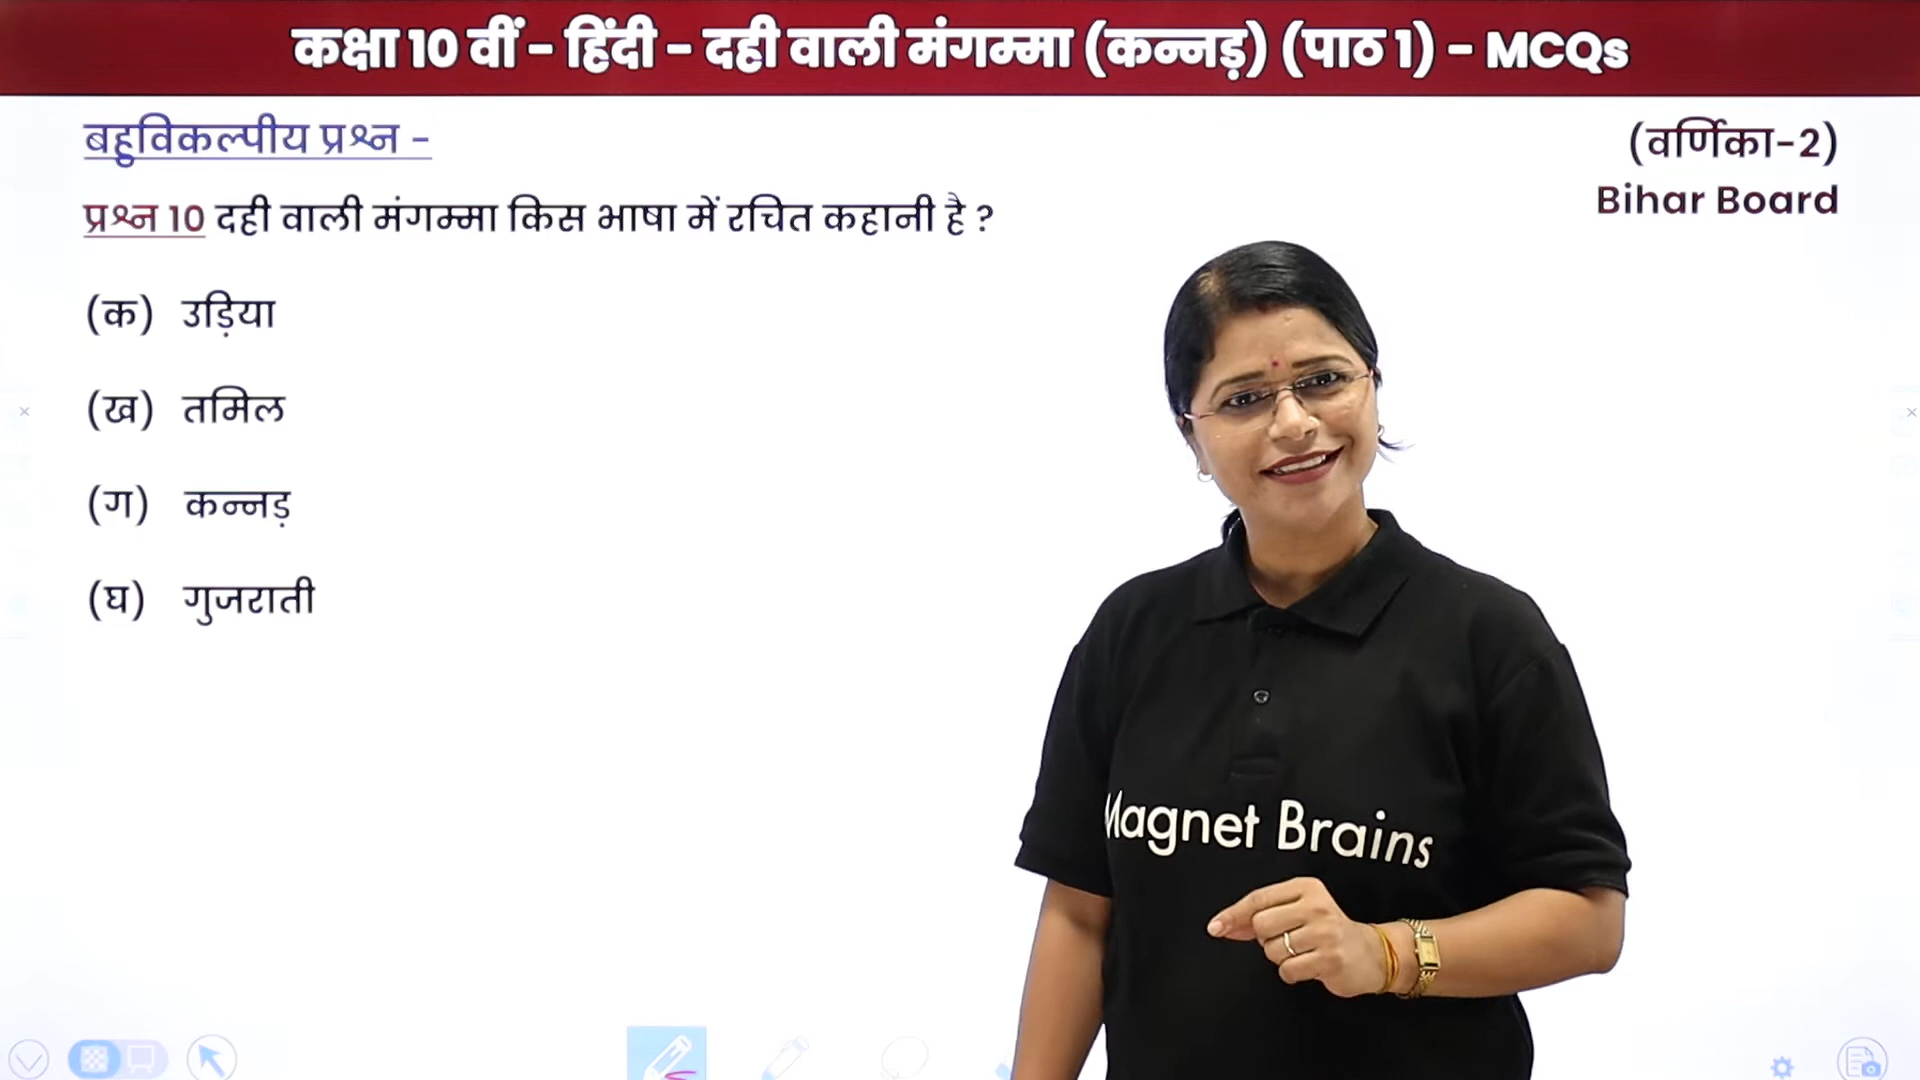 कक्षा 10 वीं - हिंदी - दही वाली मंगम्मा (कन्नड़) (पाठ 1) - MCQs
बहुविकल्पीय प्रश्न -
(वर्णिका-2)
Bihar Board
प्रश्न 10 दही वाली मंगम्मा किस भाषा में रचित कहानी है ?
(क) उड़िया
(ख) तमिल
(ग) कन्नड़
(घ) गुजराती
Magnet Brains